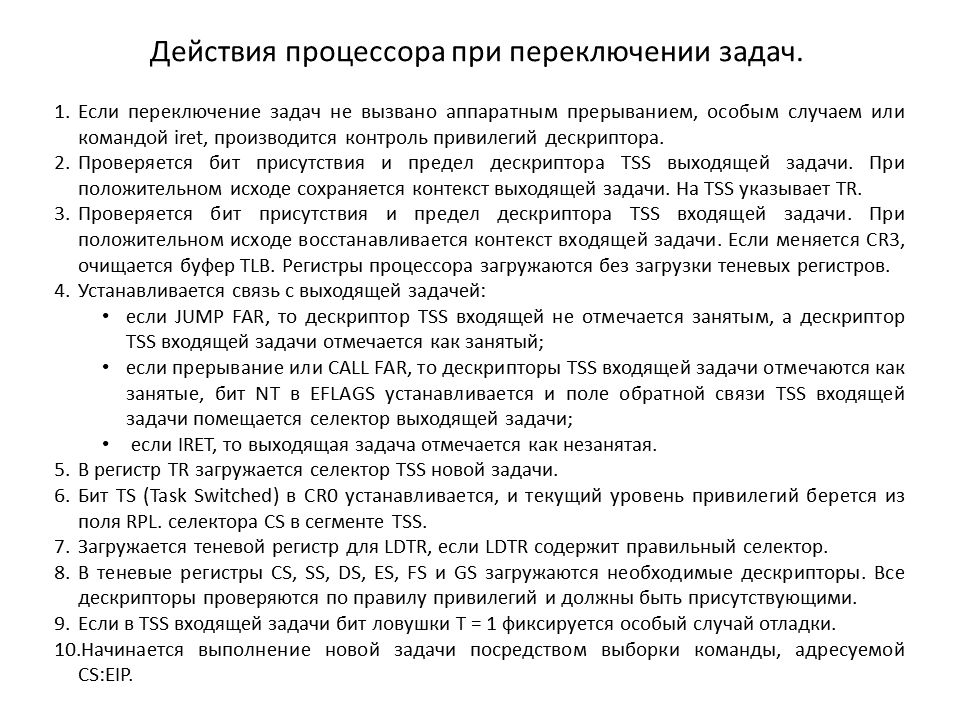 Действия процессора при переключении задач.
1. Если переключение задач не вызвано аппаратным прерыванием, особым случаем или
командой iret, производится контроль привилегий дескриптора.
2. Проверяется бит присутствия и предел дескриптора TSS выходящей задачи. При
положительном исходе сохраняется контекст выходящей задачи. На TSS указывает TR.
3. Проверяется бит присутствия и предел дескриптора TSS входящей задачи. При
положительном исходе восстанавливается контекст входящей задачи. Если меняется CR3,
очищается буфер TLB. Регистры процессора загружаются без загрузки теневых регистров.
4. Устанавливается связь с выходящей задачей:
• если JUMP FAR, то дескриптор TSS входящей не отмечается занятым, а дескриптор
TSS входящей задачи отмечается как занятый;
• если прерывание или CALL FAR, то дескрипторы TSS входящей задачи отмечаются как
занятые, бит NT в EFLAGS устанавливается и поле обратной связи TSS входящей
задачи помещается селектор выходящей задачи;
• если IRET, то выходящая задача отмечается как незанятая.
5. В регистр TR загружается селектор TSS новой задачи.
6. Бит TS (Task Switched) в CR0 устанавливается, и текущий уровень привилегий берется из
поля RPL. селектора CS в сегменте TSS.
7. Загружается теневой регистр для LDTR, если LDTR содержит правильный селектор.
8. В теневые регистры CS, SS, DS, ES, FS и GS загружаются необходимые дескрипторы. Все
дескрипторы проверяются по правилу привилегий и должны быть присутствующими.
9. Если в TSS входящей задачи бит ловушки T = 1 фиксируется особый случай отладки.
10.Начинается выполнение новой задачи посредством выборки команды, адресуемой
CS:EIP.